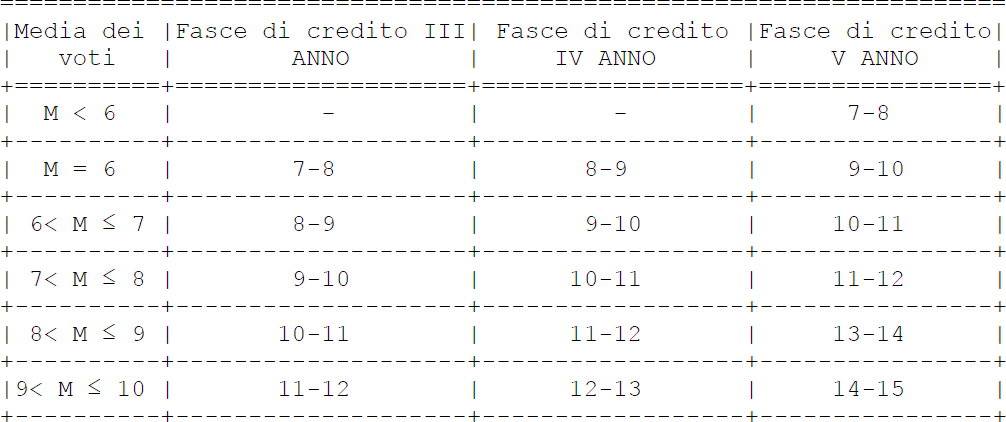 ======================================================================
|Media dei |Fasce di credito III| Fasce di credito |Fasce di credito|
|   voti   |        ANNO        |     IV ANNO      |     V ANNO     |
+==========+====================+==================+================+
|  M < 6   |          -         |         -        |      7-8       |
+----------+--------------------+------------------+----------------+
|  M = 6   |        7-8         |       8-9        |      9-10      |
+----------+--------------------+------------------+----------------+
| 6< M ≤ 7 |        8-9         |       9-10       |     10-11      |
+----------+--------------------+------------------+----------------+
| 7< M ≤ 8 |        9-10        |      10-11       |     11-12      |
+----------+--------------------+------------------+----------------+
| 8< M ≤ 9 |       10-11        |      11-12       |     13-14      |
+----------+--------------------+------------------+----------------+
|9< M ≤ 10 |       11-12        |      12-13       |     14-15      |
+----------+--------------------+------------------+----------------+